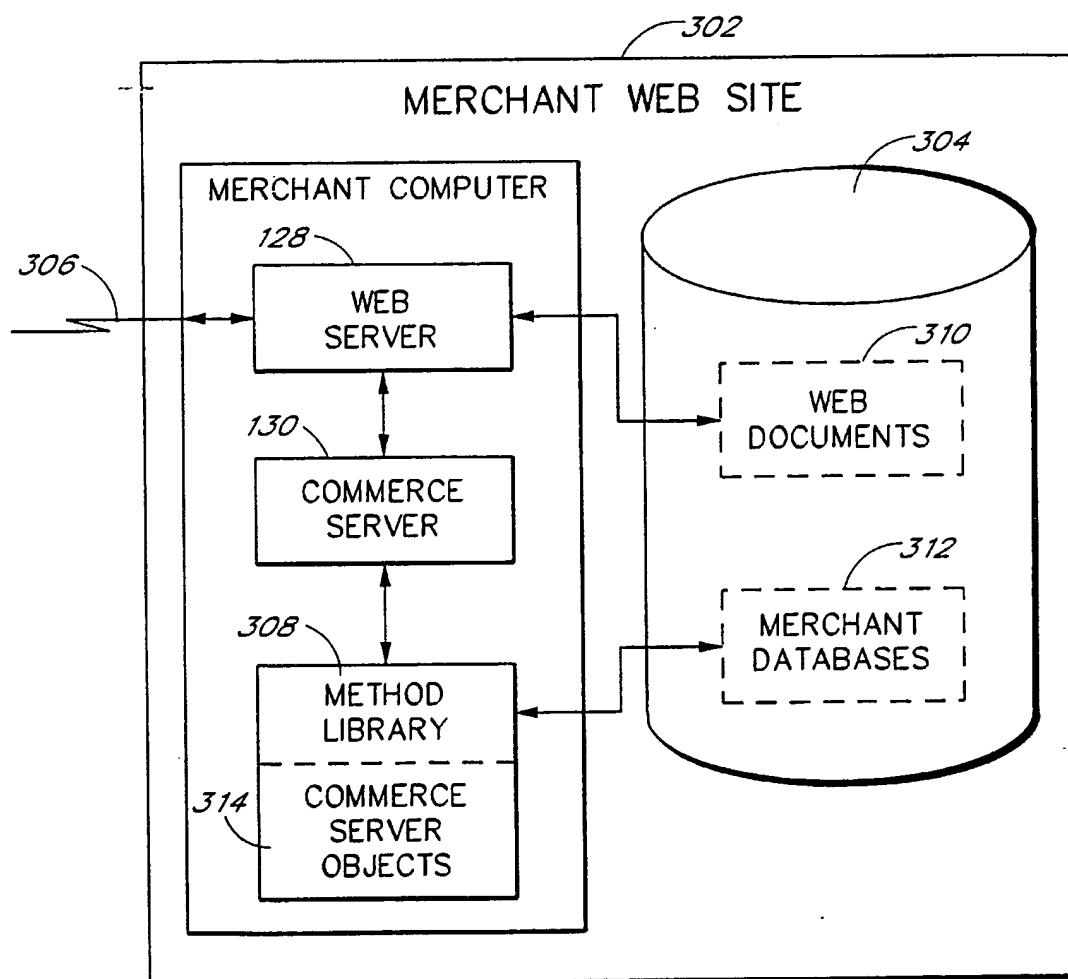 302
MERCHANT WEB SITE
304
MERCHANT COMPUTER
128
306
WEB
SERVER
310
WEB
DOCUMENTS
130
COMMERCE
SERVER
312
MERCHANT
DATABASES
308
METHOD
LIBRARY
314
COMMERCE
SERVER
OBJECTS